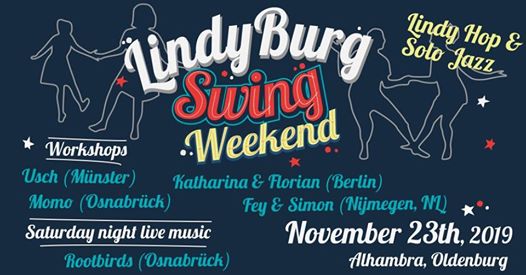 LindyBurg
Swing
Weekend
Lindy Hop &
Solo Jazz
Workshops
Usch (Münster)
Momo (Osnabrück)
Katharina & Florian (Berlin)
Fey & Simon (Nijmegen, NL)
Saturday night live music
Rootbirds (Osnabrück)
November 23th, 2019
Alhambra, Oldenburg